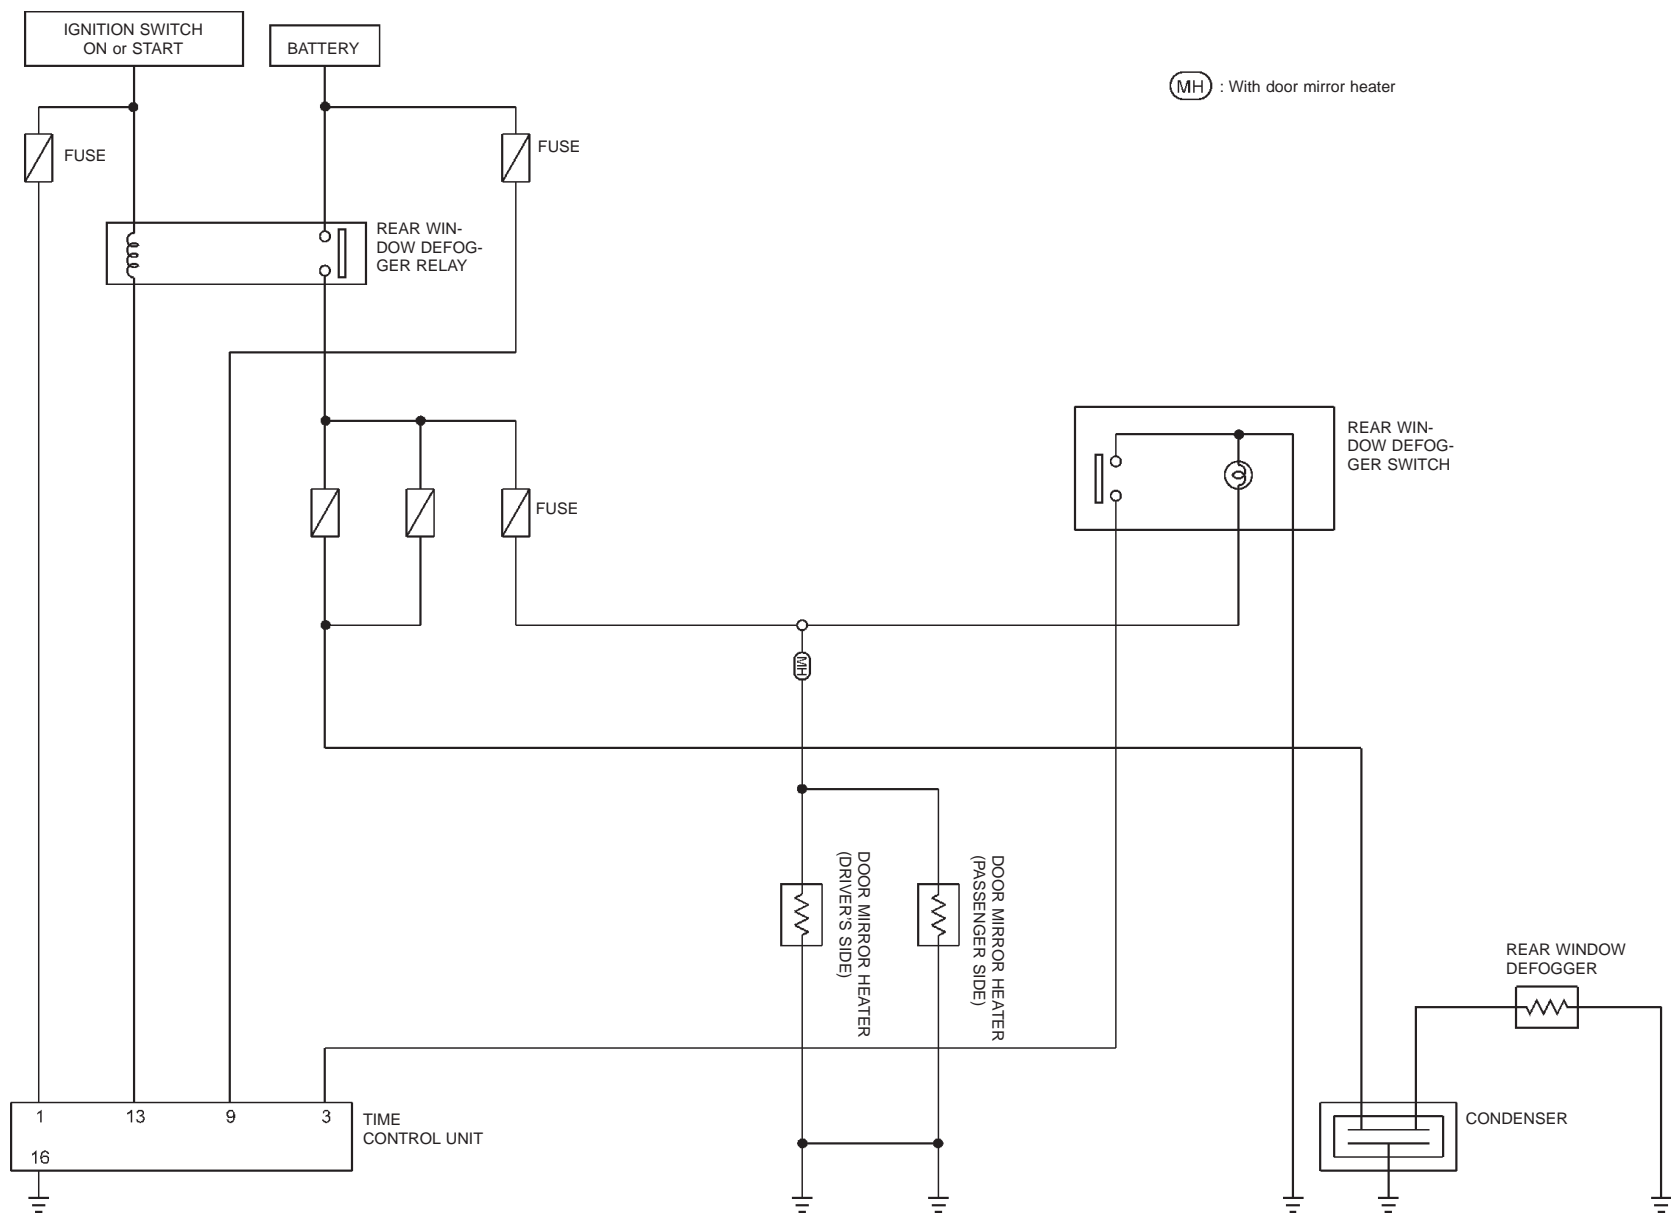 IGNITION SWITCH
ON or START
BATTERY
MH : With door mirror heater
FUSE
FUSE
REAR WIN-
DOW DEFOG-
GER RELAY
REAR WIN-
DOW DEFOG-
GER SWITCH
FUSE
MH
DOOR MIRROR HEATER
(DRIVER'S SIDE)
DOOR MIRROR HEATER
(PASSENGER SIDE)
REAR WINDOW
DEFOGGER
1 13 9 3
16
TIME
CONTROL UNIT
CONDENSER